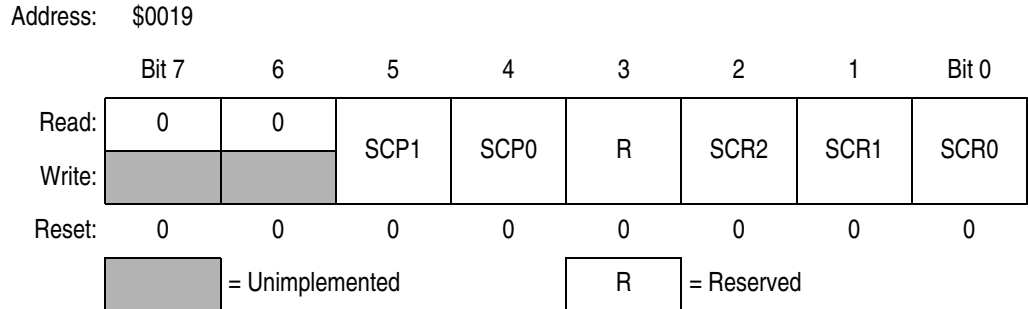 Address: $0019
Bit 7 6 5 4 3 2 1 Bit 0
Read: 0 0 SCP1 SCP0 R SCR2 SCR1 SCR0
Write:
Reset: 0 0 0 0 0 0 0 0
= Unimplemented R = Reserved